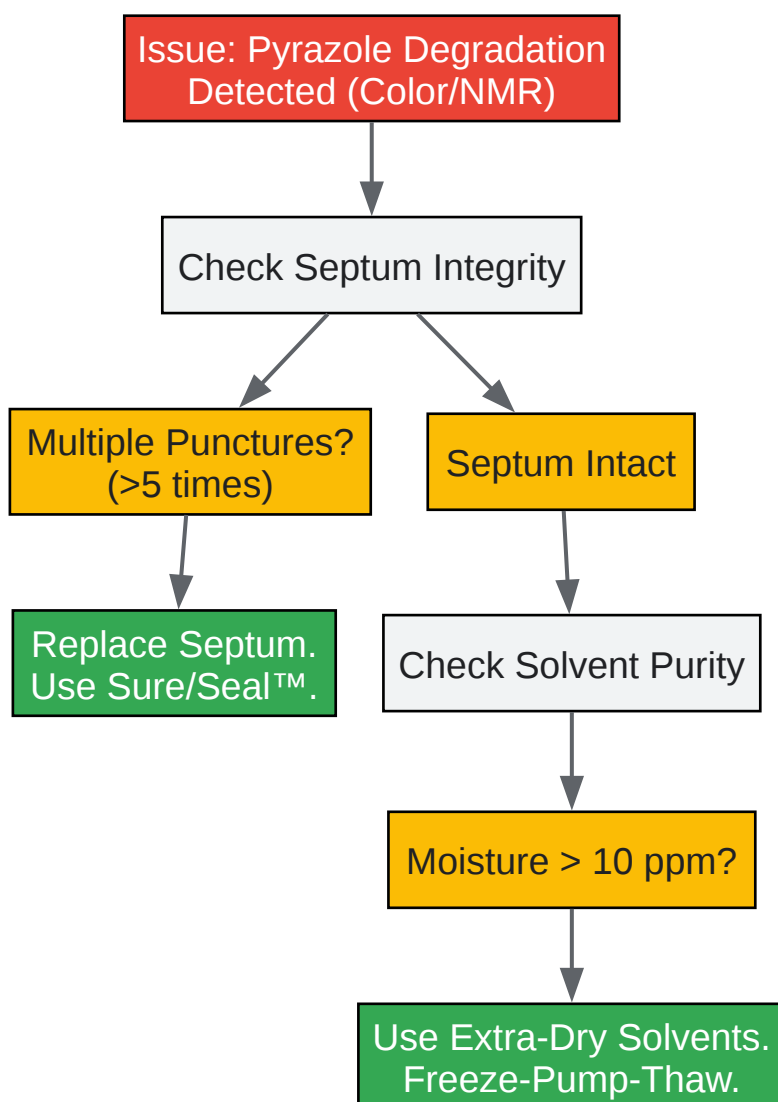 Issue: Pyrazole Degradation
Detected (Color/NMR)
Check Septum Integrity
Multiple Punctures?
(>5 times)
Septum Intact
Replace Septum.
Use Sure/Seal™.
Check Solvent Purity
Moisture > 10 ppm?
Use Extra-Dry Solvents.
Freeze-Pump-Thaw.